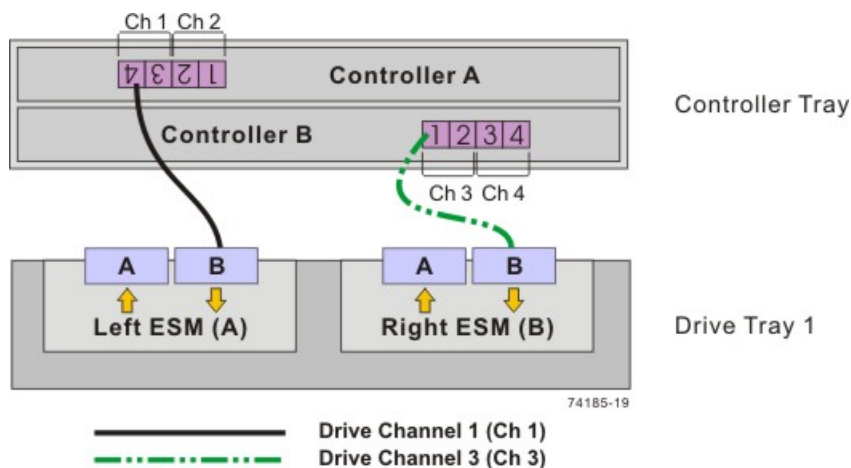 Ch 1 Ch 2
4 3 2 1
Controller A
Controller Tray
Controller B
1 2 3 4
Ch 3 Ch 4
A B A B
Left ESM (A) Right ESM (B)
Drive Tray 1
74185-19
Drive Channel 1 (Ch 1)
Drive Channel 3 (Ch 3)